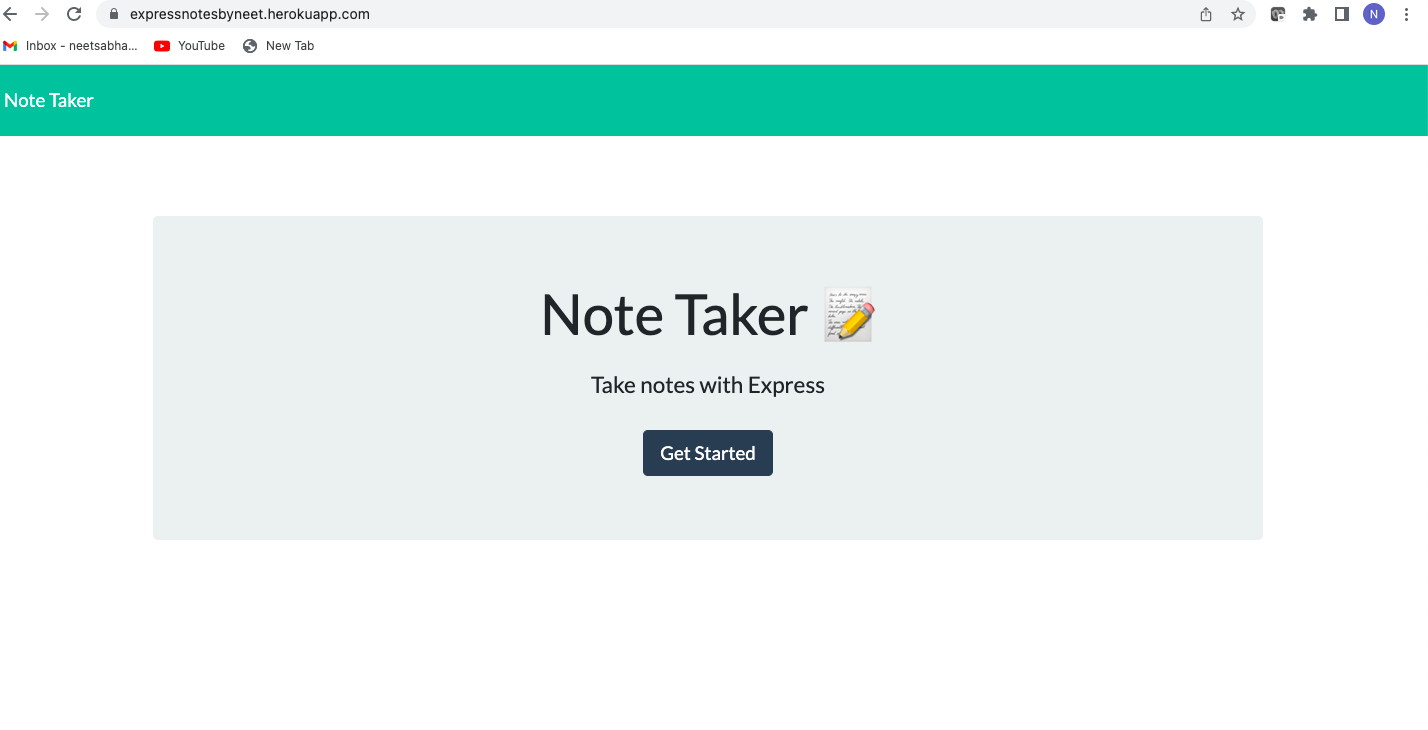 expressnotesbyneet.herokuapp.com
N
Inbox - neetsabha...
YouTube
New Tab
Note Taker
Note Taker
Take notes with Express
Get Started